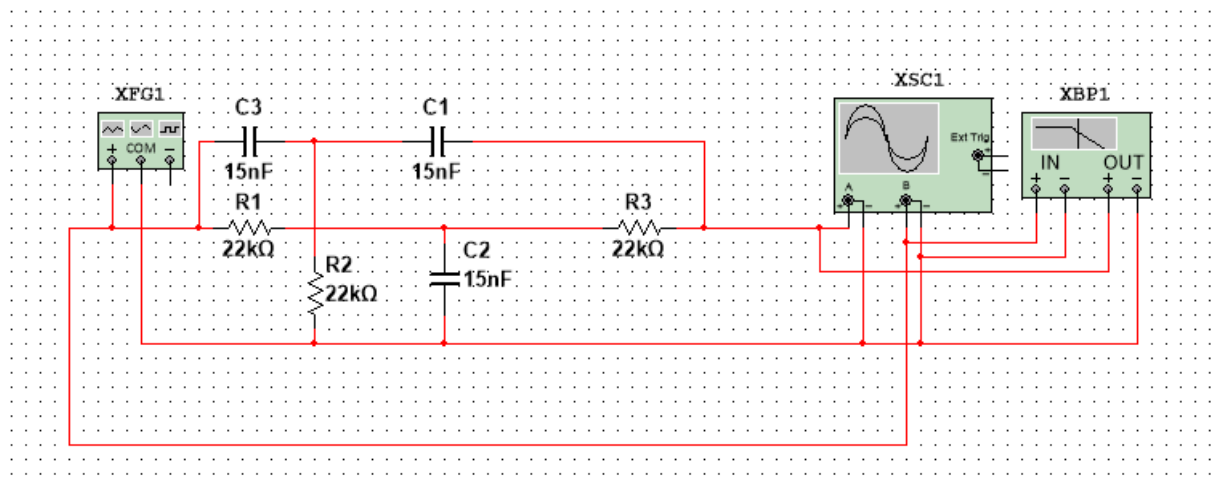 XFG1
COM
+
−
C3
15nF
C1
15nF
R1
22kΩ
R2
22kΩ
C2
15nF
R3
22kΩ
XSC1
Ext Trig
+
−
A
B
+
−
+
−
XBP1
IN
OUT
+
−
+
−